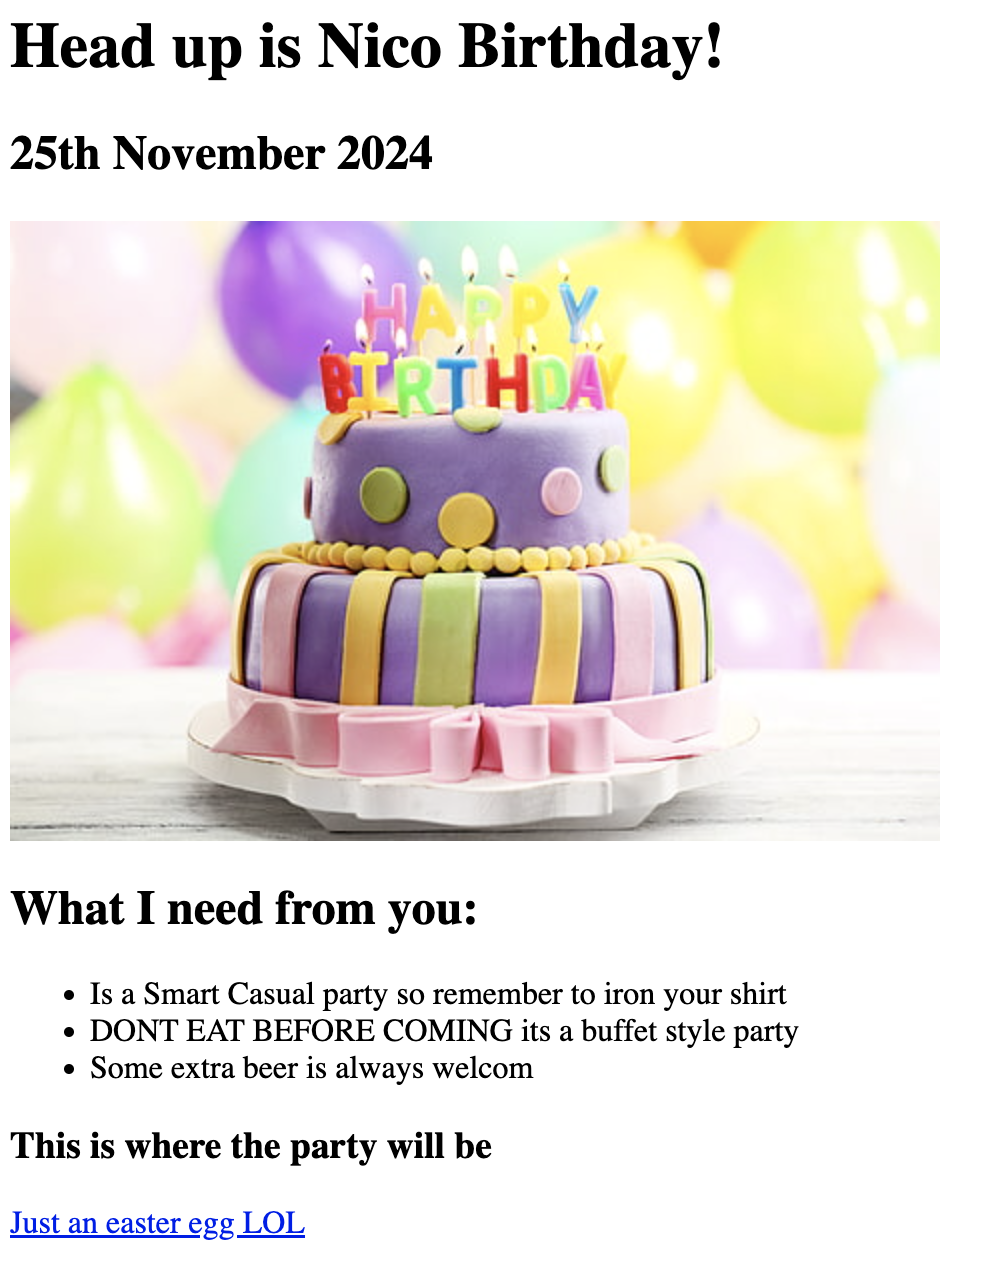 Head up is Nico Birthday!
25th November 2024
HAPPY
BIRTHDAY
What I need from you:
Is a Smart Casual party so remember to iron your shirt
DONT EAT BEFORE COMING its a buffet style party
Some extra beer is always welcom
This is where the party will be
Just an easter egg LOL